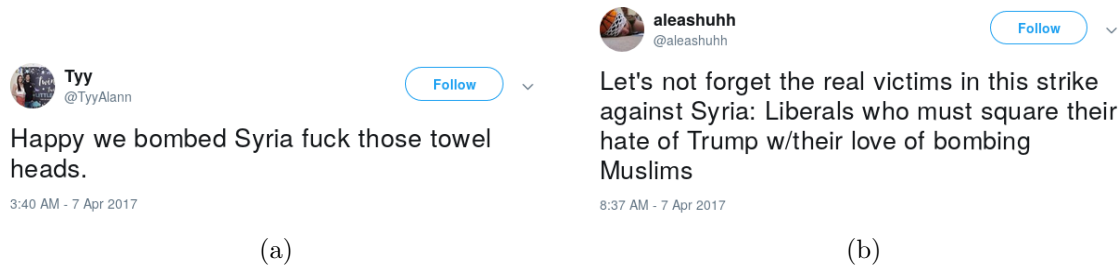 Tyy
@TyyAlann
Follow
Happy we bombed Syria fuck those towel
heads.
3:40 AM - 7 Apr 2017
(a)
aleashuhh
@aleashuhh
Follow
Let's not forget the real victims in this strike
against Syria: Liberals who must square their
hate of Trump w/their love of bombing
Muslims
8:37 AM - 7 Apr 2017
(b)